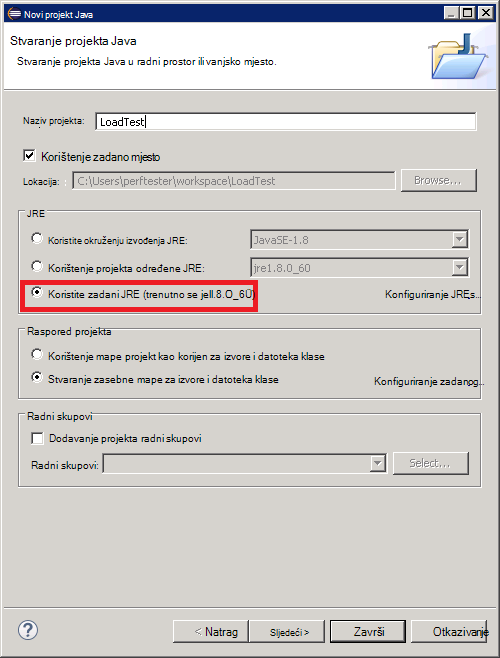 Novi projekt Java
Stvaranje projekta Java
Stvaranje projekta Java u radni prostor ili vanjsko mjesto.
Naziv projekta: LoadTest
Korištenje zadano mjesto
Lokacija: : C:\Users\perftester\workspace\LoadTest Browse...
JRE
Koristite okruženju izvođenja JRE: JavaSE-1.8
Korištenje projekta određene JRE: jre1.8.0_60
Koristite zadani JRE (trenutno se jell.8.O_6Ü) Konfiguriranje JREs...
Raspored projekta
Korištenje mape projekt kao korijen za izvore i datoteka klase
Stvaranje zasebne mape za izvore i datoteka klase Konfiguriranje zadanog...
Radni skupovi
Dodavanje projekta radni skupovi
Radni skupovi: Select...
< Natrag Sljedeći > Završi Otkazivanje